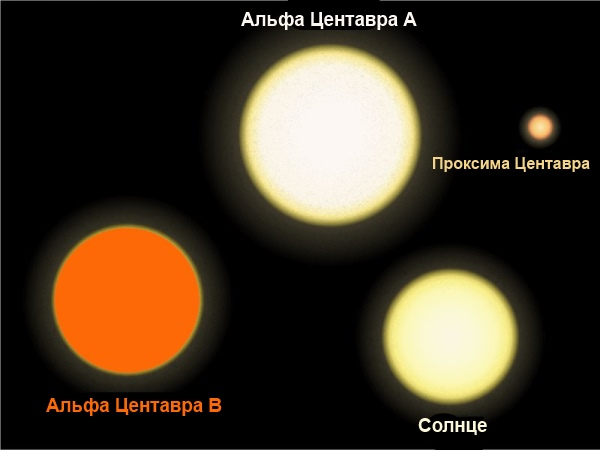 Альфа Центавра А
Проксима Центавра
Альфа Центавра В
Солнце